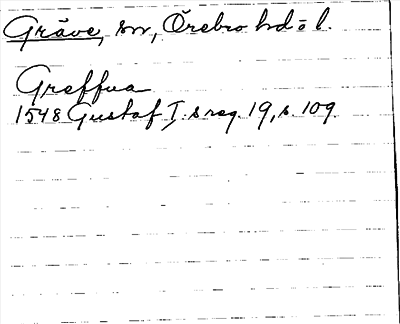 Gräve, sn, Örebro hd o l.
Greffua
1548 Gustaf I:s reg. 19, s. 109.